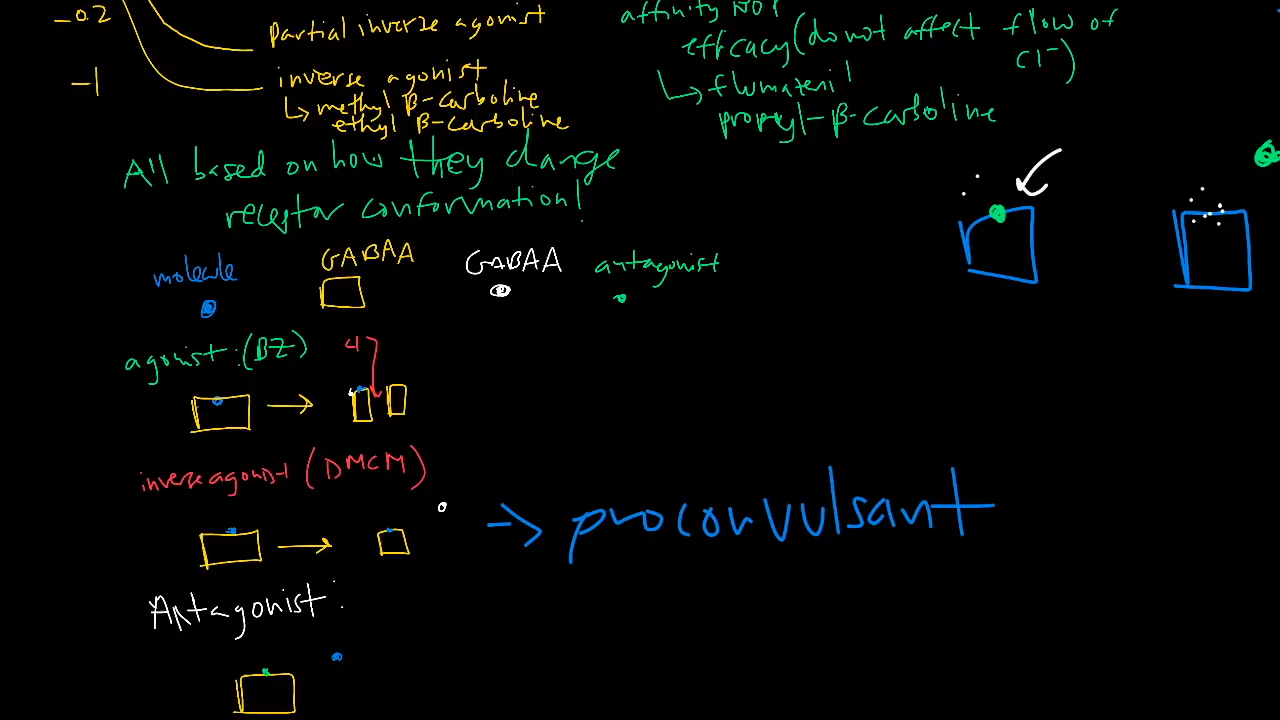 -0.2
partial inverse agonist
-1
inverse agonist
↳ methyl β-carboline
ethyl β-carboline
affinity NOT
efficacy (do not affect flow of
Cl⁻)
↳ flumatenil
propyl-β-carboline
All based on how they change
receptor conformation!
molecule
GABAA
GABAA
antagonist
agonist: (BZ)
Cl
inverse agonist (DMCM)
→ proconvulsant
Antagonist: